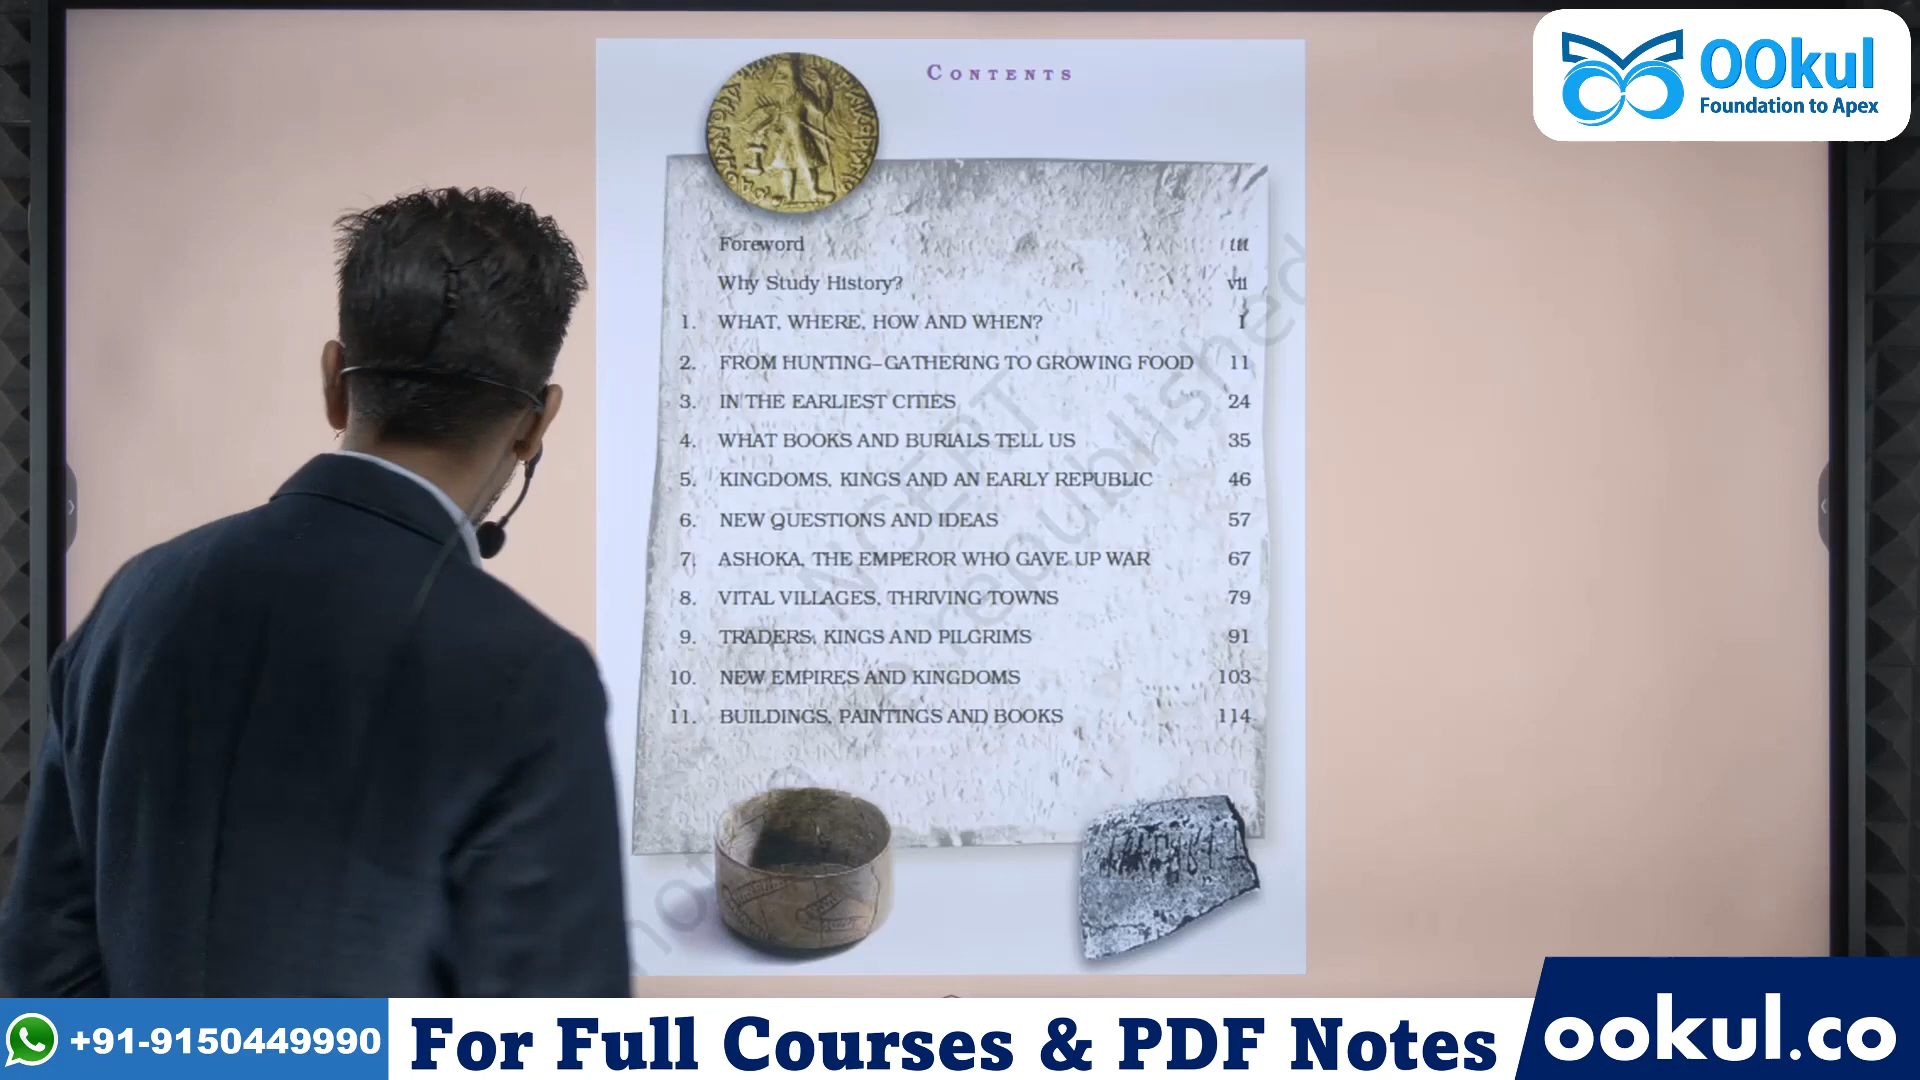 CONTENTS
OOkul
Foundation to Apex
Foreword iii
Why Study History? vii
1. WHAT, WHERE, HOW AND WHEN? 1
2. FROM HUNTING–GATHERING TO GROWING FOOD 11
3. IN THE EARLIEST CITIES 24
4. WHAT BOOKS AND BURIALS TELL US 35
5. KINGDOMS, KINGS AND AN EARLY REPUBLIC 46
6. NEW QUESTIONS AND IDEAS 57
7. ASHOKA, THE EMPEROR WHO GAVE UP WAR 67
8. VITAL VILLAGES, THRIVING TOWNS 79
9. TRADERS, KINGS AND PILGRIMS 91
10. NEW EMPIRES AND KINGDOMS 103
11. BUILDINGS, PAINTINGS AND BOOKS 114
NCERT
not republished
+91-9150449990
For Full Courses & PDF Notes
ookul.co